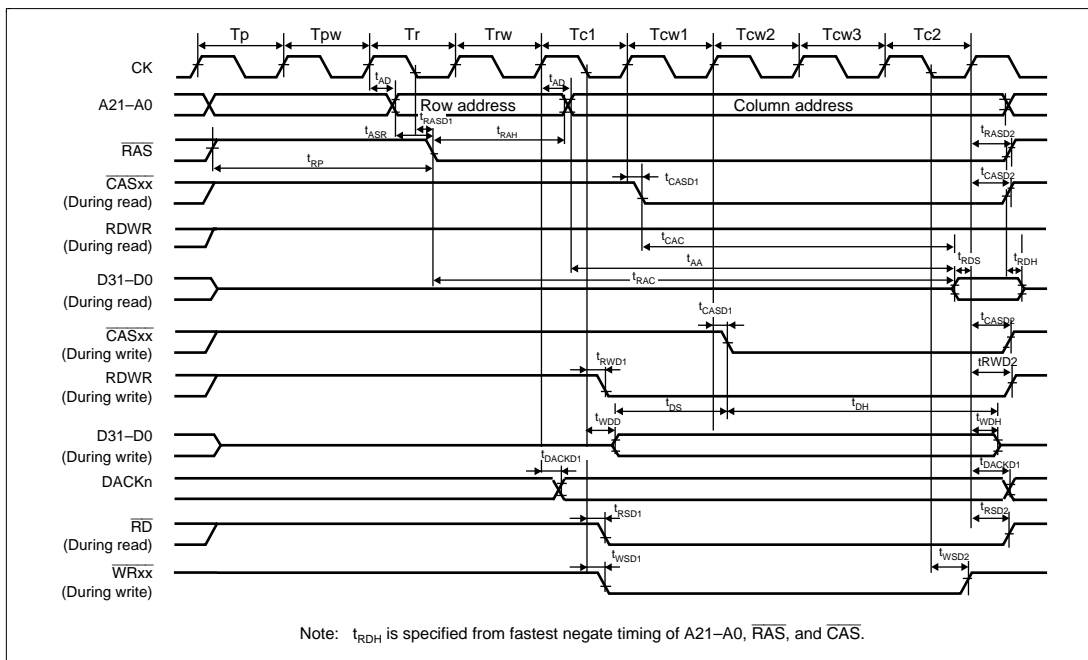 Tp Tpw Tr Trw Tc1 Tcw1 Tcw2 Tcw3 Tc2
CK
tAD tAD
A21–A0 Row address Column address
tRASD1
tASR tRAH tRASD2
RAS
tRP
tCASD2
CASxx tCASD1
(During read)
RDWR
(During read) tCAC
tAA tRDS tRDH
D31–D0 tRAC
(During read)
tCASD1 tCASD2
CASxx
(During write)
tRWD1 tRWD2
RDWR
(During write)
tDS tDH
tWDD tWDH
D31–D0
(During write)
tDACKD1 tDACKD1
DACKn
tRSD1 tRSD2
RD
(During read)
tWSD1 tWSD2
WRxx
(During write)
Note: tRDH is specified from fastest negate timing of A21–A0, RAS, and CAS.